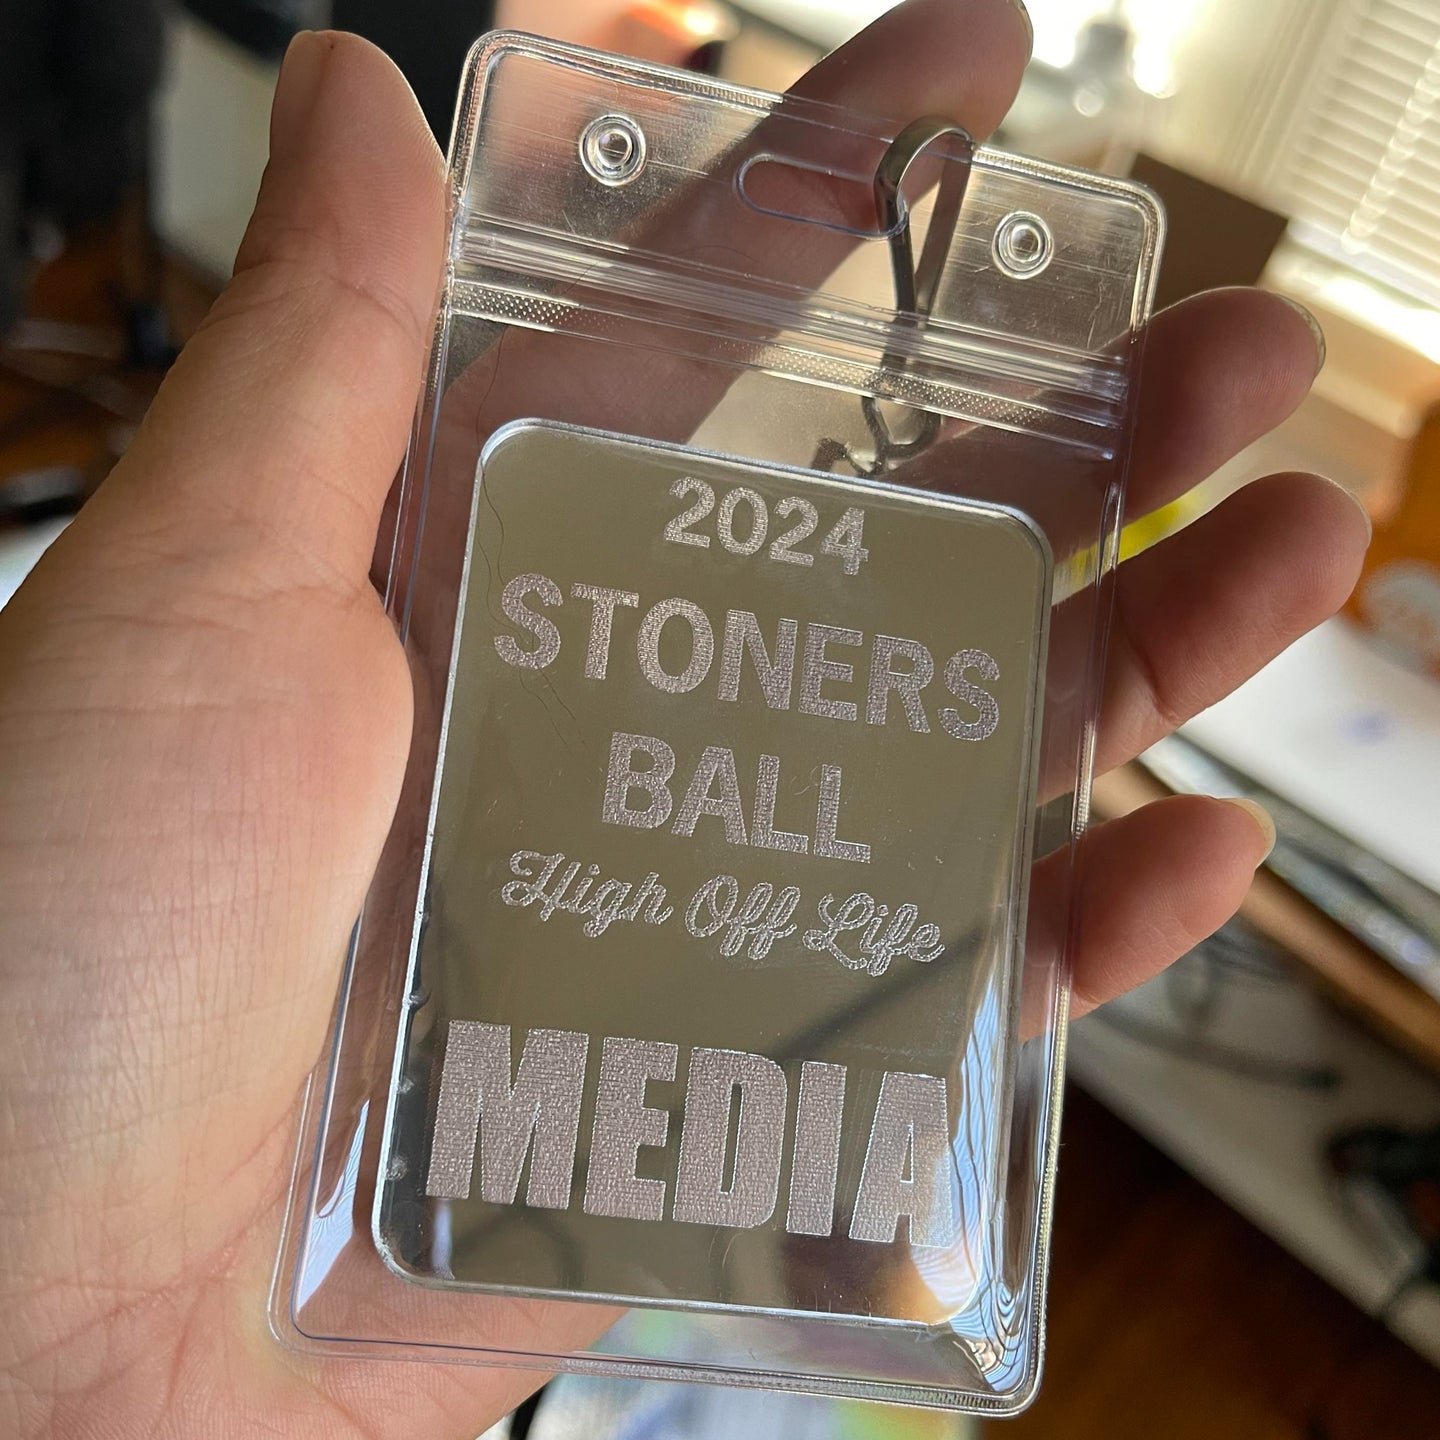 2024
STONERS
BALL
High Off Life
MEDIA